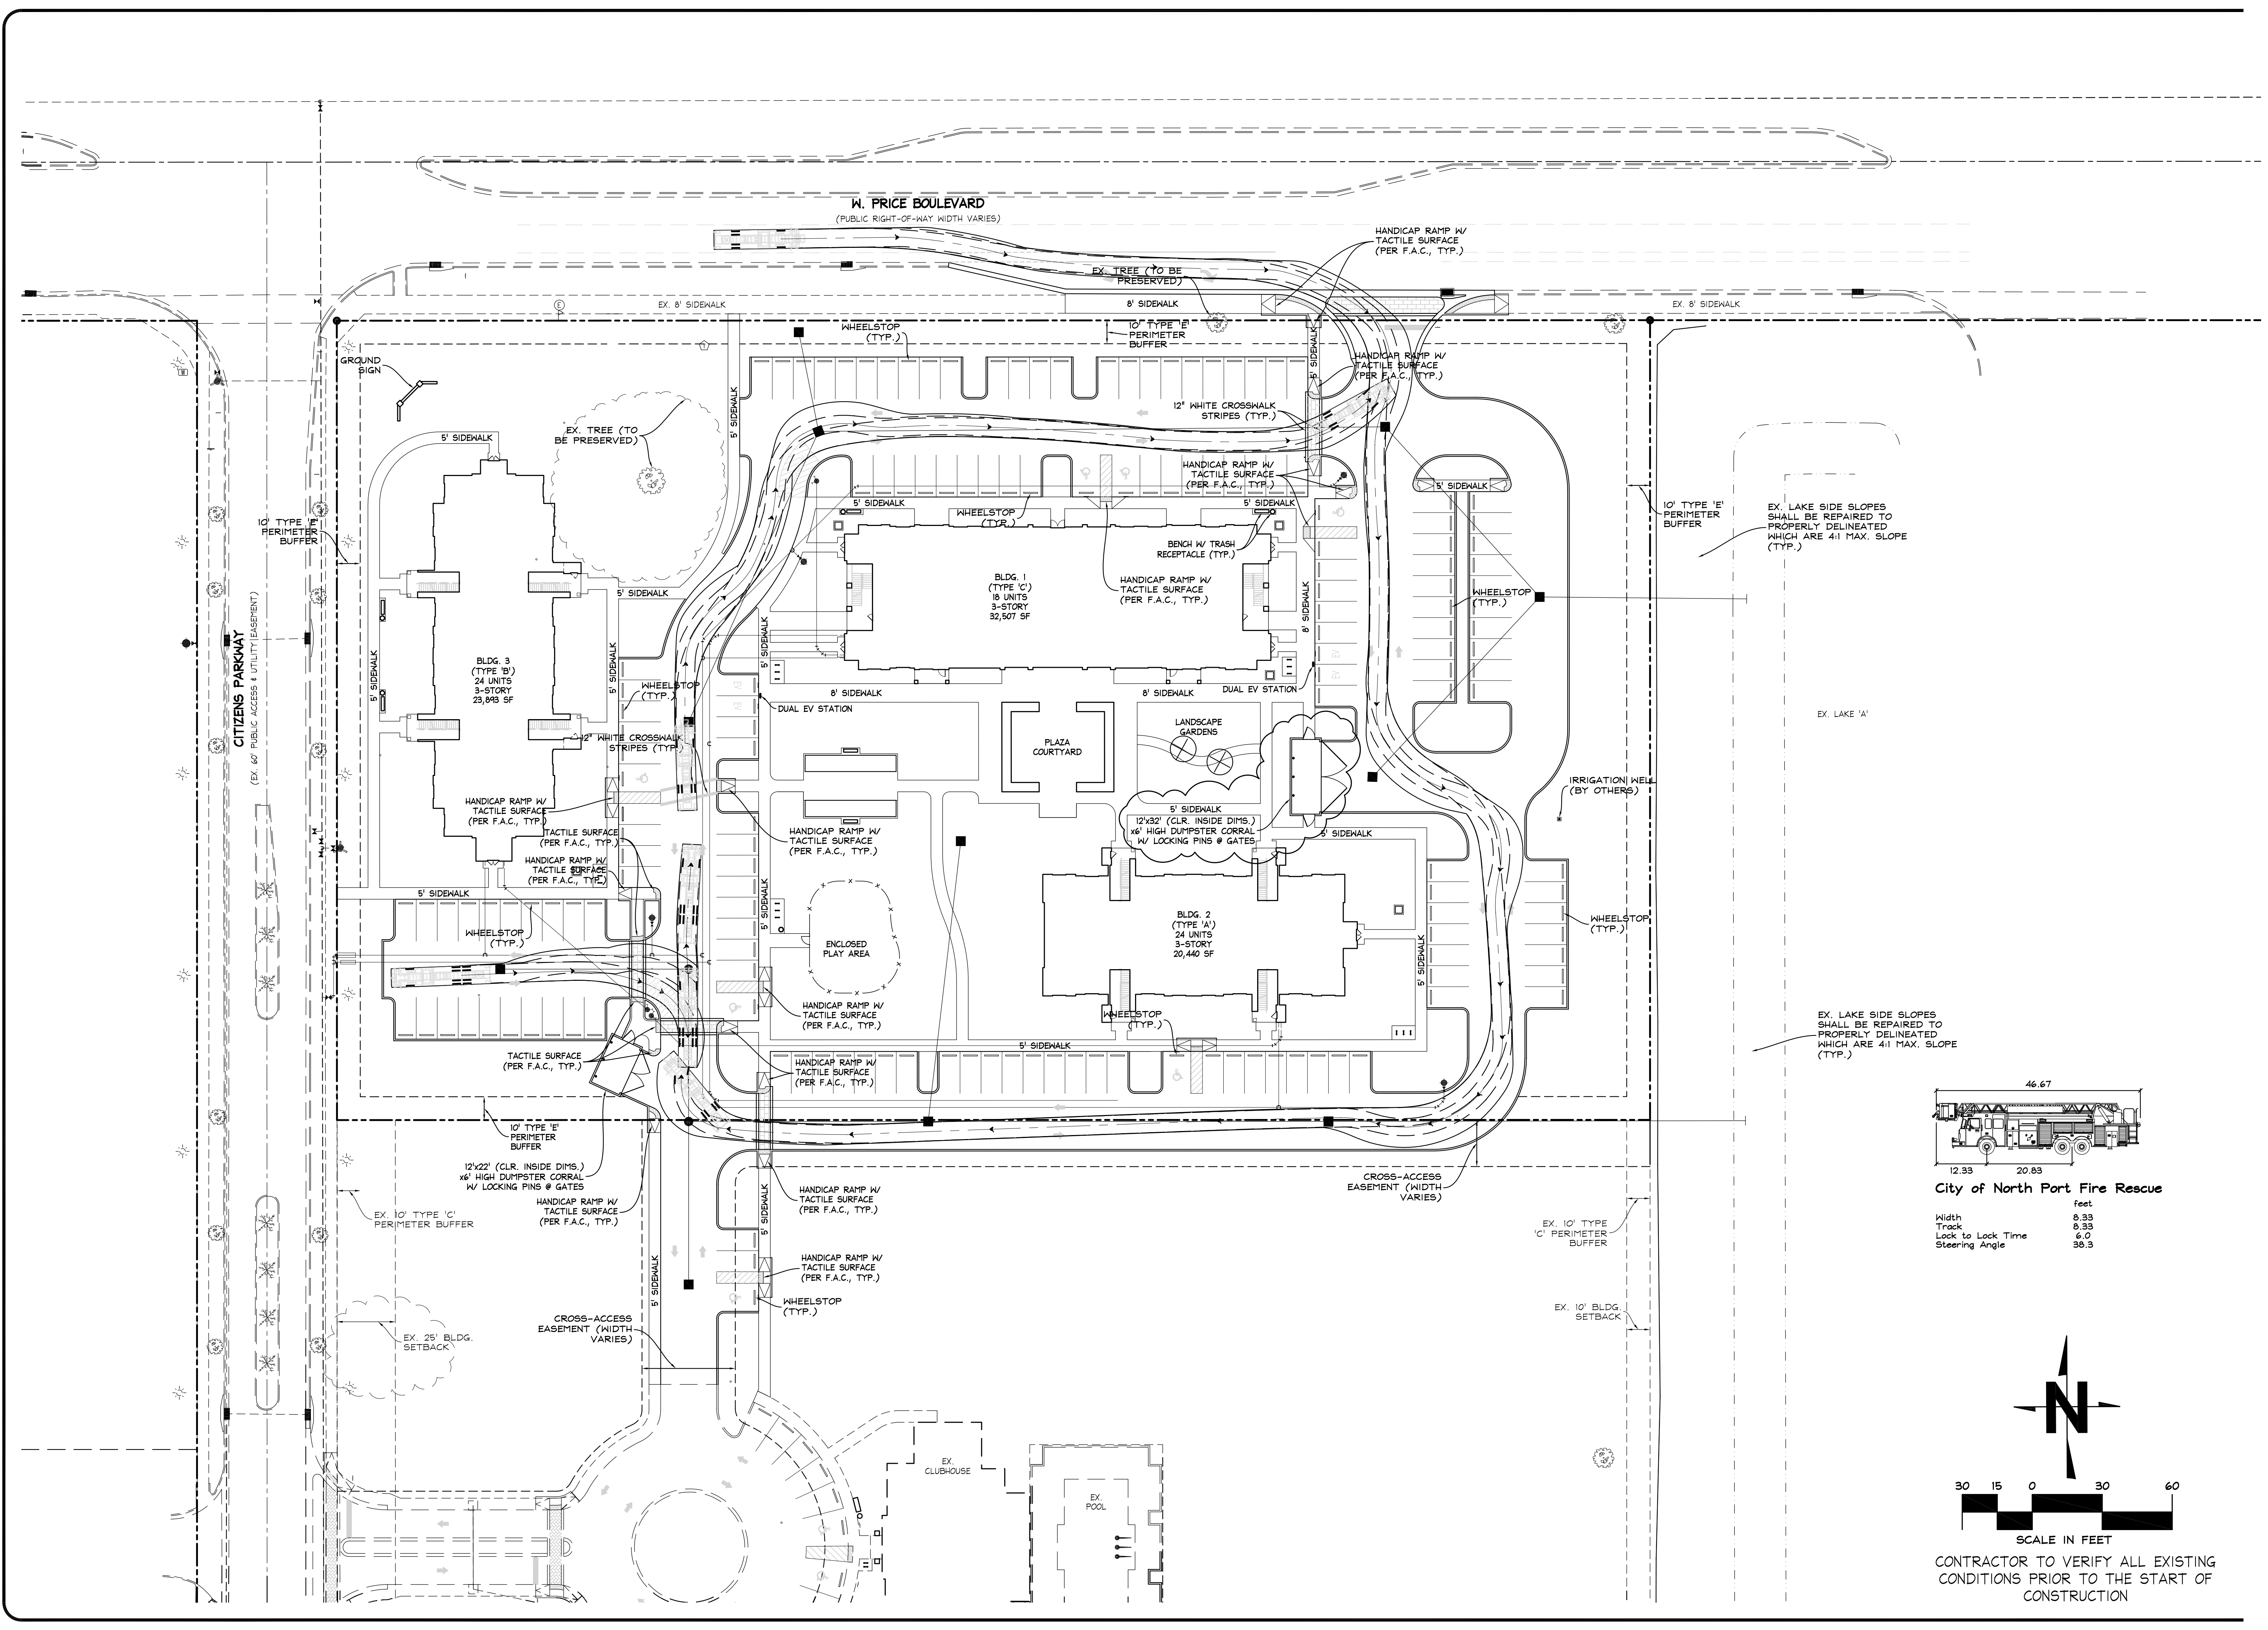 W. PRICE BOULEVARD
(PUBLIC RIGHT-OF-WAY WIDTH VARIES)
HANDICAP RAMP W/
TACTILE SURFACE
(PER F.A.C., TYP.)
EX. TREE (TO BE
PRESERVED)
EX. 8' SIDEWALK
8' SIDEWALK
EX. 8' SIDEWALK
E
WHEELSTOP
(TYP.)
10' TYPE 'E'
PERIMETER
BUFFER
5' SIDEWALK
GROUND
SIGN
HANDICAP RAMP W/
TACTILE SURFACE
(PER F.A.C., TYP.)
5' SIDEWALK
12" WHITE CROSSWALK
STRIPES (TYP.)
EX. TREE (TO
BE PRESERVED)
5' SIDEWALK
HANDICAP RAMP W/
TACTILE SURFACE
(PER F.A.C., TYP.)
5' SIDEWALK
5' SIDEWALK
5' SIDEWALK
WHEELSTOP
(TYP.)
10' TYPE 'E'
PERIMETER
BUFFER
10' TYPE 'E'
PERIMETER
BUFFER
EX. LAKE SIDE SLOPES
SHALL BE REPAIRED TO
PROPERLY DELINEATED
WHICH ARE 4:1 MAX. SLOPE
(TYP.)
BENCH W/ TRASH
RECEPTACLE (TYP.)
BLDG. 1
(TYPE 'C')
18 UNITS
3-STORY
32,507 SF
HANDICAP RAMP W/
TACTILE SURFACE
(PER F.A.C., TYP.)
5' SIDEWALK
WHEELSTOP
(TYP.)
8' SIDEWALK
5' SIDEWALK
CITIZENS PARKWAY
(EX. 60' PUBLIC ACCESS & UTILITY EASEMENT)
5' SIDEWALK
BLDG. 3
(TYPE 'B')
24 UNITS
3-STORY
23,893 SF
5' SIDEWALK
WHEELSTOP
(TYP.)
8' SIDEWALK
8' SIDEWALK
DUAL EV STATION
DUAL EV STATION
EX. LAKE 'A'
12" WHITE CROSSWALK
STRIPES (TYP.)
PLAZA
COURTYARD
LANDSCAPE
GARDENS
IRRIGATION WELL
(BY OTHERS)
HANDICAP RAMP W/
TACTILE SURFACE
(PER F.A.C., TYP.)
5' SIDEWALK
12'x32' (CLR. INSIDE DIMS.)
x6' HIGH DUMPSTER CORRAL
W/ LOCKING PINS @ GATES
5' SIDEWALK
TACTILE SURFACE
(PER F.A.C., TYP.)
HANDICAP RAMP W/
TACTILE SURFACE
(PER F.A.C., TYP.)
HANDICAP RAMP W/
TACTILE SURFACE
(PER F.A.C., TYP.)
5' SIDEWALK
5' SIDEWALK
WHEELSTOP
(TYP.)
ENCLOSED
PLAY AREA
BLDG. 2
(TYPE 'A')
24 UNITS
3-STORY
20,440 SF
WHEELSTOP
(TYP.)
5' SIDEWALK
HANDICAP RAMP W/
TACTILE SURFACE
(PER F.A.C., TYP.)
WHEELSTOP
(TYP.)
5' SIDEWALK
EX. LAKE SIDE SLOPES
SHALL BE REPAIRED TO
PROPERLY DELINEATED
WHICH ARE 4:1 MAX. SLOPE
(TYP.)
TACTILE SURFACE
(PER F.A.C., TYP.)
HANDICAP RAMP W/
TACTILE SURFACE
(PER F.A.C., TYP.)
10' TYPE 'E'
PERIMETER
BUFFER
12'x22' (CLR. INSIDE DIMS.)
x6' HIGH DUMPSTER CORRAL
W/ LOCKING PINS @ GATES
HANDICAP RAMP W/
TACTILE SURFACE
(PER F.A.C., TYP.)
HANDICAP RAMP W/
TACTILE SURFACE
(PER F.A.C., TYP.)
5' SIDEWALK
EX. 10' TYPE 'C'
PERIMETER BUFFER
CROSS-ACCESS
EASEMENT (WIDTH
VARIES)
EX. 10' TYPE
'C' PERIMETER
BUFFER
5' SIDEWALK
HANDICAP RAMP W/
TACTILE SURFACE
(PER F.A.C., TYP.)
WHEELSTOP
(TYP.)
CROSS-ACCESS
EASEMENT (WIDTH
VARIES)
EX. 25' BLDG.
SETBACK
EX. 10' BLDG.
SETBACK
EX.
CLUBHOUSE
EX.
POOL
46.67
12.33
20.83
City of North Port Fire Rescue
feet
Width 8.33
Track 8.33
Lock to Lock Time 6.0
Steering Angle 38.3
N
30 15 0 30 60
SCALE IN FEET
CONTRACTOR TO VERIFY ALL EXISTING
CONDITIONS PRIOR TO THE START OF
CONSTRUCTION